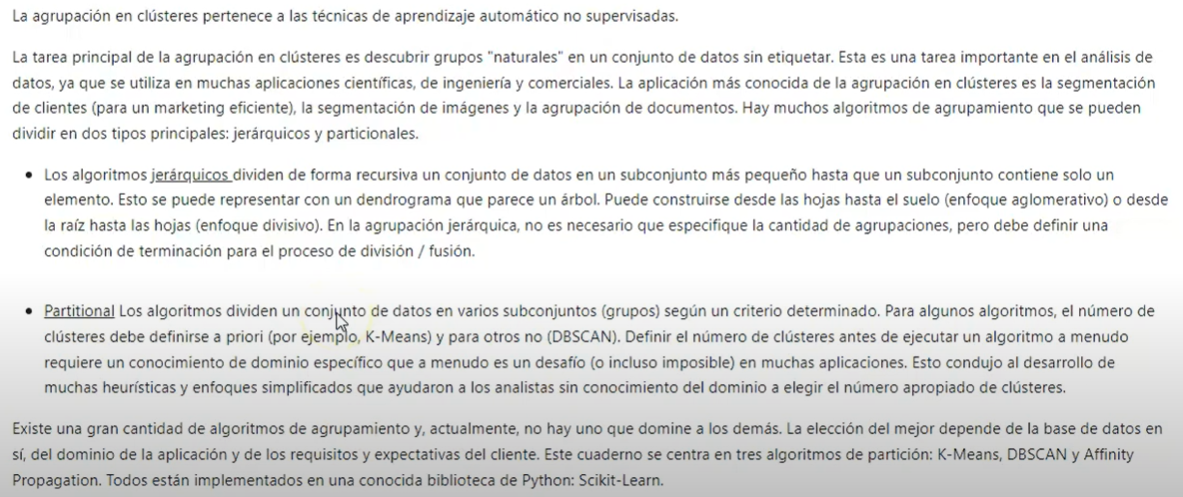 La agrupación en clústeres pertenece a las técnicas de aprendizaje automático no supervisadas.
La tarea principal de la agrupación en clústeres es descubrir grupos "naturales" en un conjunto de datos sin etiquetar. Esta es una tarea importante en el análisis de
datos, ya que se utiliza en muchas aplicaciones científicas, de ingeniería y comerciales. La aplicación más conocida de la agrupación en clústeres es la segmentación
de clientes (para un marketing eficiente), la segmentación de imágenes y la agrupación de documentos. Hay muchos algoritmos de agrupamiento que se pueden
dividir en dos tipos principales: jerárquicos y particionales.
• Los algoritmos jerárquicos dividen de forma recursiva un conjunto de datos en un subconjunto más pequeño hasta que un subconjunto contiene solo un
elemento. Esto se puede representar con un dendrograma que parece un árbol. Puede construirse desde las hojas hasta el suelo (enfoque aglomerativo) o desde
la raíz hasta las hojas (enfoque divisivo). En la agrupación jerárquica, no es necesario que especifique la cantidad de agrupaciones, pero debe definir una
condición de terminación para el proceso de división / fusión.
• Partitional Los algoritmos dividen un conjunto de datos en varios subconjuntos (grupos) según un criterio determinado. Para algunos algoritmos, el número de
clústeres debe definirse a priori (por ejemplo, K-Means) y para otros no (DBSCAN). Definir el número de clústeres antes de ejecutar un algoritmo a menudo
requiere un conocimiento de dominio específico que a menudo es un desafío (o incluso imposible) en muchas aplicaciones. Esto condujo al desarrollo de
muchas heurísticas y enfoques simplificados que ayudaron a los analistas sin conocimiento del dominio a elegir el número apropiado de clústeres.
Existe una gran cantidad de algoritmos de agrupamiento y, actualmente, no hay uno que domine a los demás. La elección del mejor depende de la base de datos en
sí, del dominio de la aplicación y de los requisitos y expectativas del cliente. Este cuaderno se centra en tres algoritmos de partición: K-Means, DBSCAN y Affinity
Propagation. Todos están implementados en una conocida biblioteca de Python: Scikit-Learn.